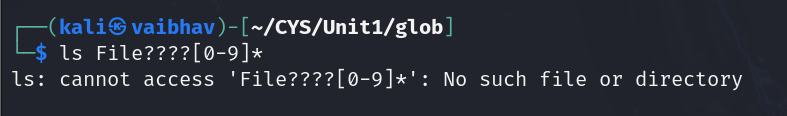 ┌──(kali㉿vaibhav)-[~/CYS/Unit1/glob]
└─$ ls File????[0-9]*
ls: cannot access 'File????[0-9]*': No such file or directory